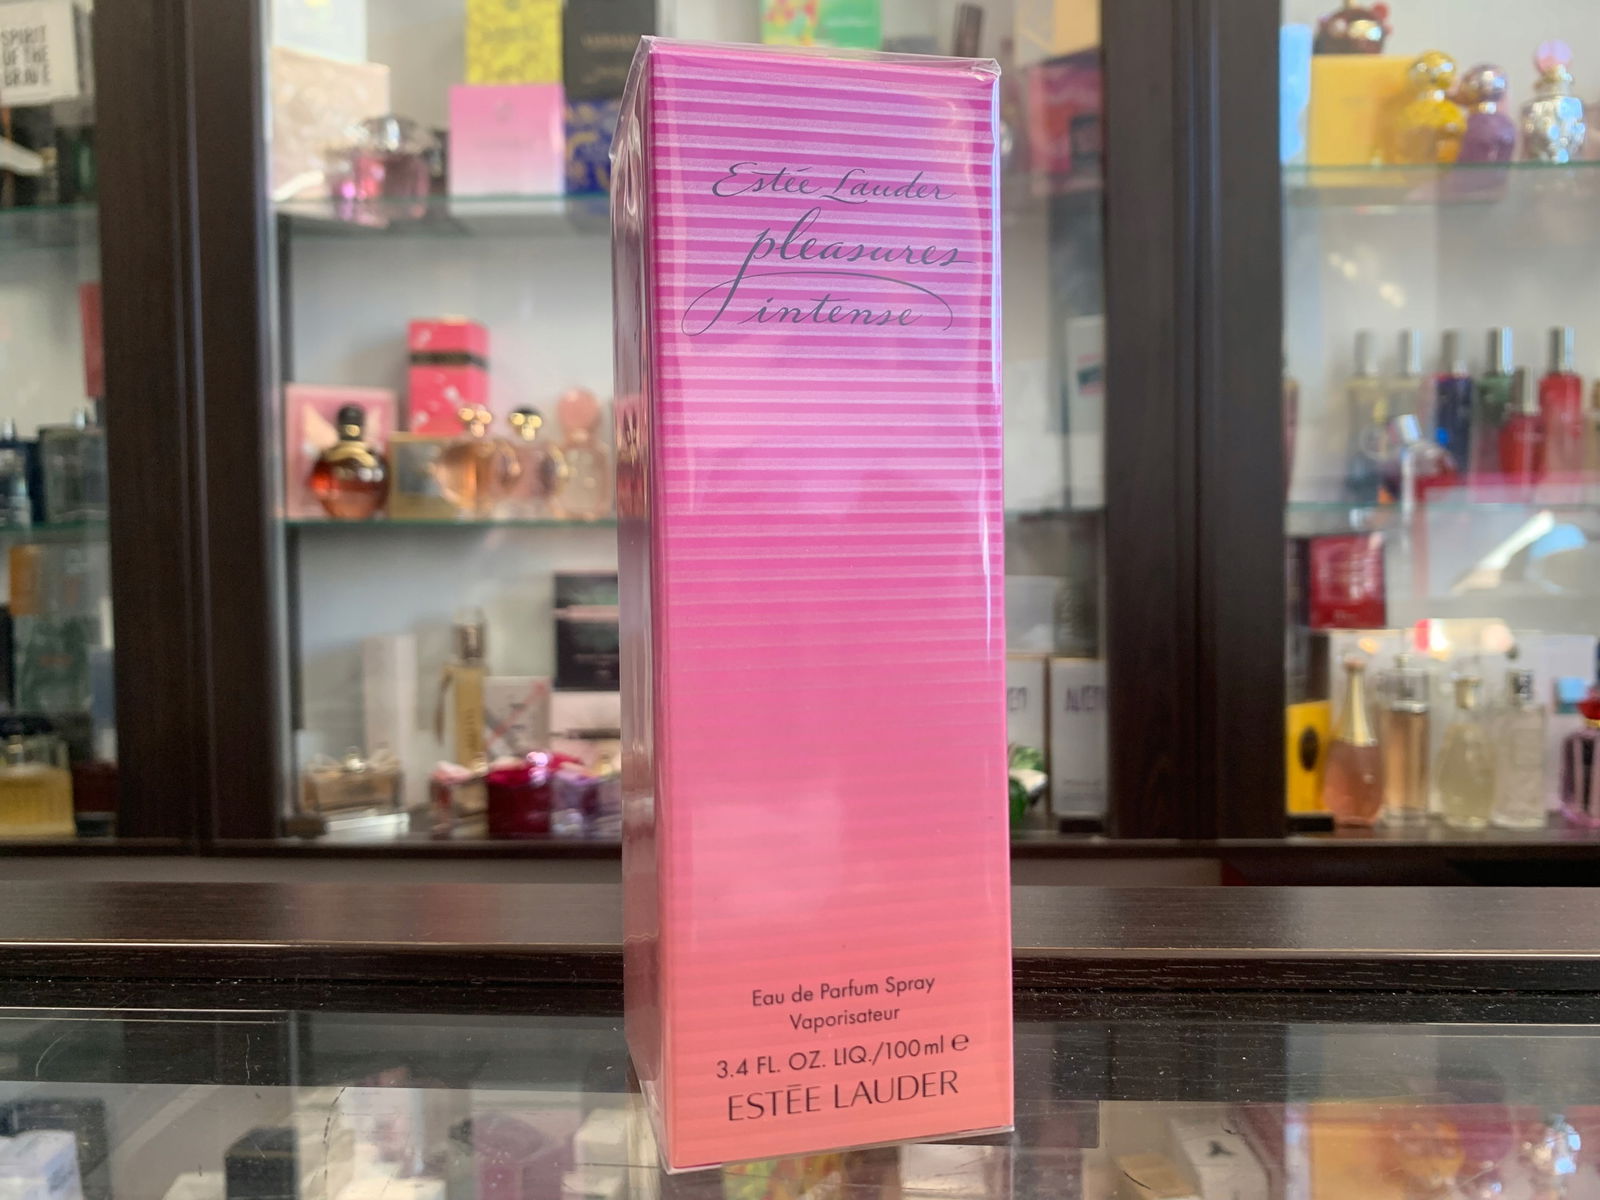 SPIRIT
OF THE
BRAVE
Estée Lauder
pleasures
intense
Eau de Parfum Spray
Vaporisateur
3.4 FL. OZ. LIQ./100 ml ℮
ESTĒE LAUDER